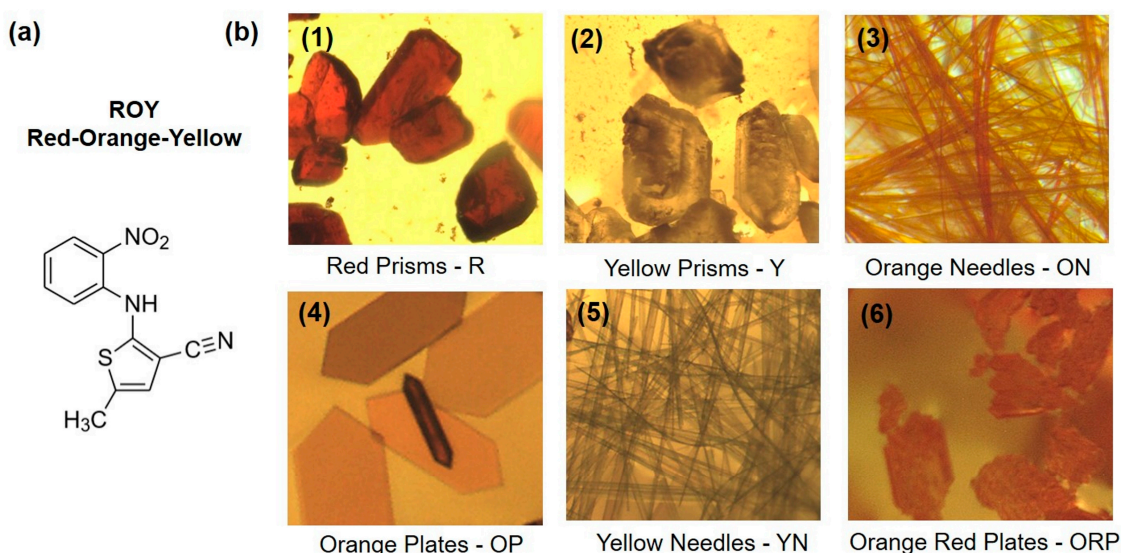 (a)
ROY
Red-Orange-Yellow
NO2
NH
S
C≡N
H3C
(b)
(1)
(2)
(3)
Red Prisms - R
Yellow Prisms - Y
Orange Needles - ON
(4)
(5)
(6)
Orange Plates - OP
Yellow Needles - YN
Orange Red Plates - ORP